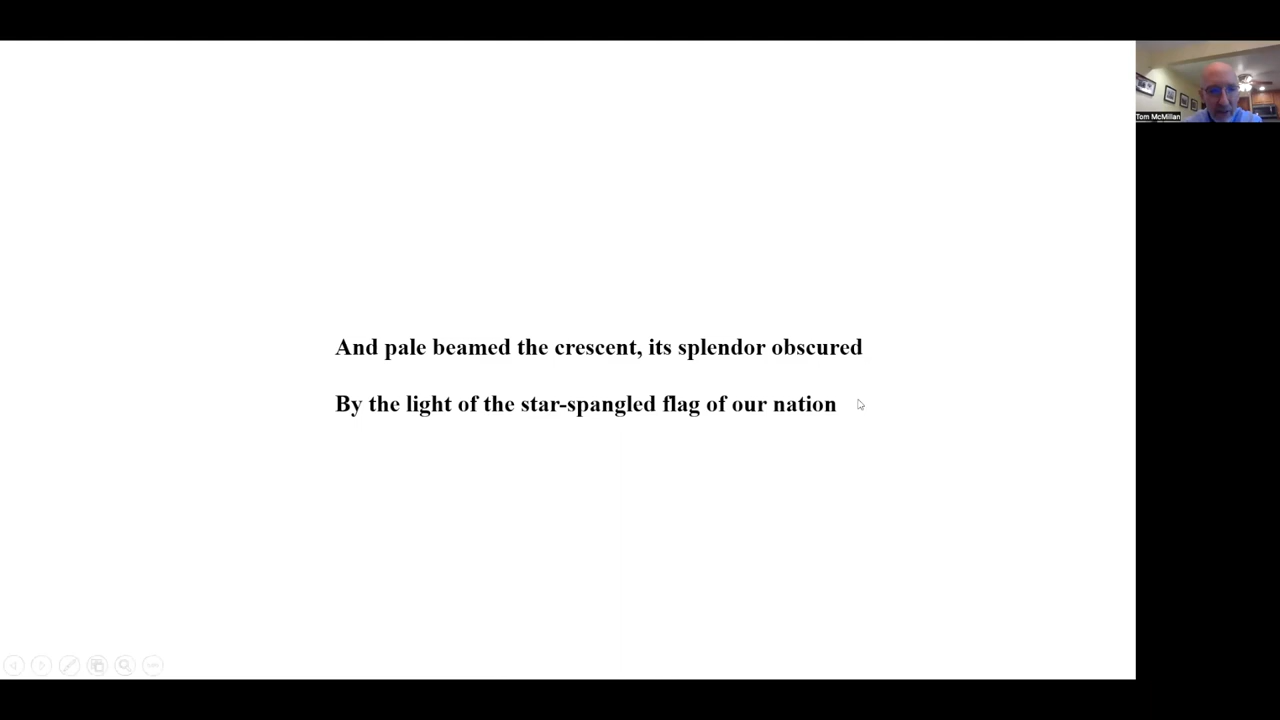 Tom McMillan
And pale beamed the crescent, its splendor obscured
By the light of the star-spangled flag of our nation